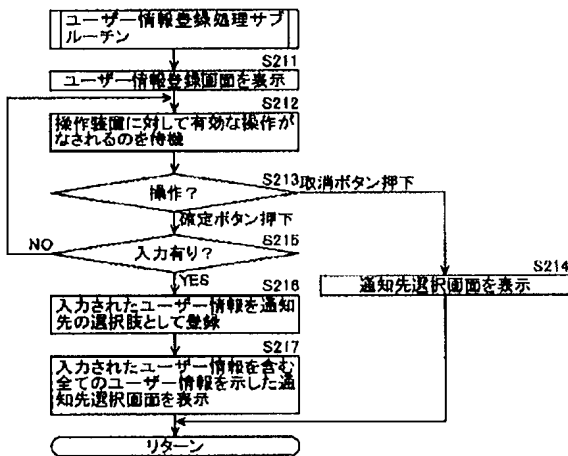 ユーザー情報登録処理サブ
ルーチン
S211
ユーザー情報登録画面を表示
S212
操作装置に対して有効な操作が
なされるのを待機
S213
操作?
取消ボタン押下
確定ボタン押下
S215
入力有り?
NO
YES
S214
通知先選択画面を表示
S216
入力されたユーザー情報を通知
先の選択肢として登録
S217
入力されたユーザー情報を含む
全てのユーザー情報を示した通
知先選択画面を表示
リターン